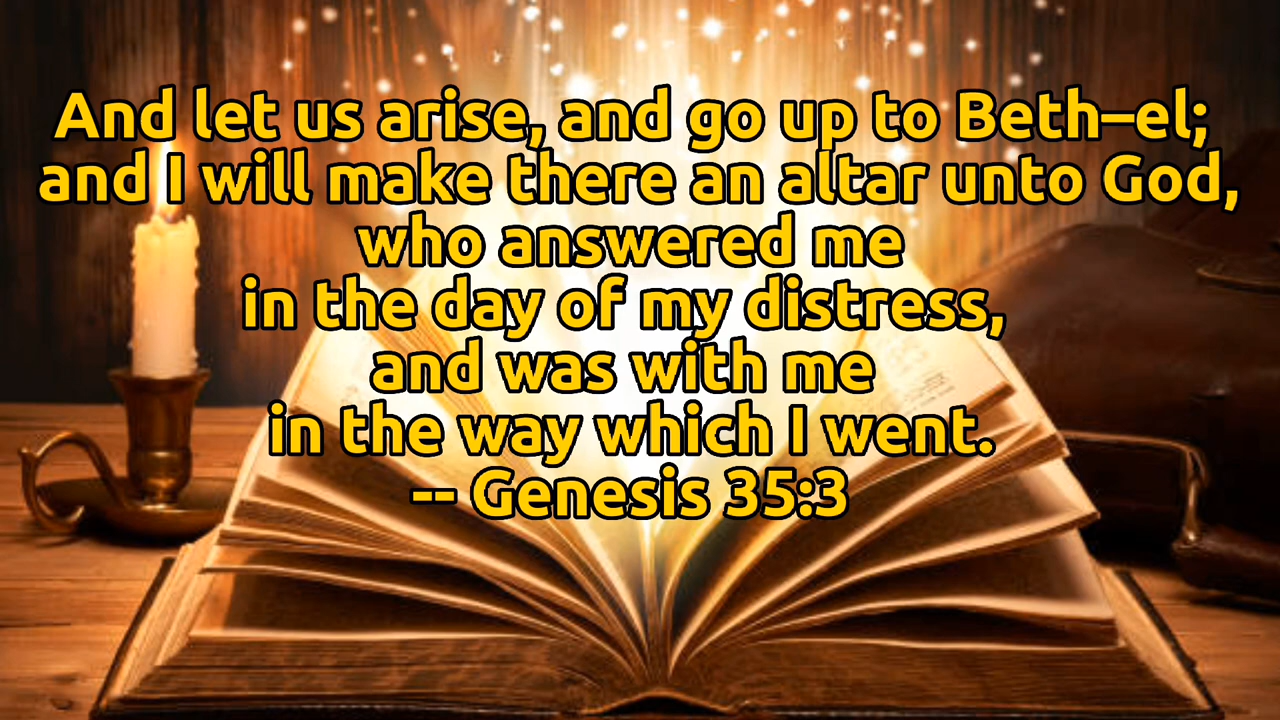 And let us arise, and go up to Beth–el;
and I will make there an altar unto God,
who answered me
in the day of my distress,
and was with me
in the way which I went.
-- Genesis 35:3